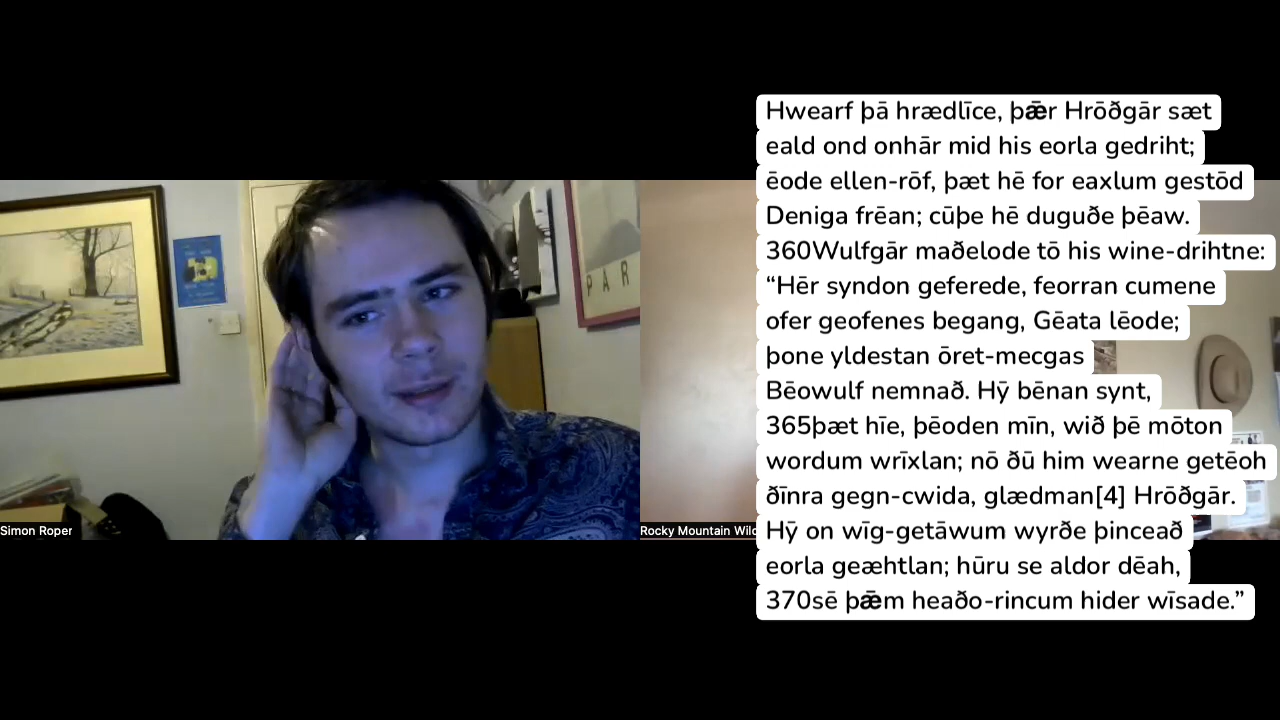 Hwearf þā hrædlīce, þǣr Hrōðgār sæt
eald ond onhār mid his eorla gedriht;
ēode ellen-rōf, þæt hē for eaxlum gestōd
Deniga frēan; cūþe hē duguðe þēaw.
360Wulfgār maðelode tō his wine-drihtne:
“Hēr syndon geferede, feorran cumene
ofer geofenes begang, Gēata lēode;
þone yldestan ōret-mecgas
Bēowulf nemnað. Hȳ bēnan synt,
365þæt hīe, þēoden mīn, wið þē mōton
wordum wrīxlan; nō ðū him wearne getēoh
ðīnra gegn-cwida, glædman[4] Hrōðgār.
Hȳ on wīg-getāwum wyrðe þinceað
eorla geæhtlan; hūru se aldor dēah,
370sē þǣm heaðo-rincum hider wīsade.”
PAR
Simon Roper
Rocky Mountain Wild